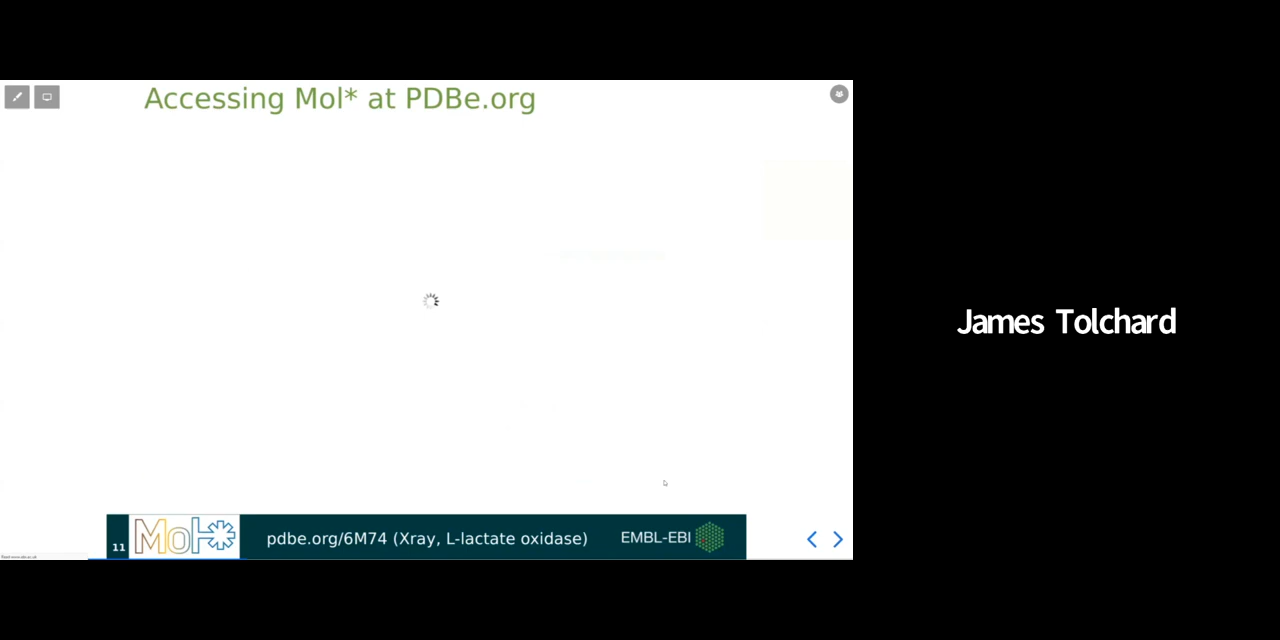 Accessing Mol* at PDBe.org
James Tolchard
11
Mol*
pdbe.org/6M74 (Xray, L-lactate oxidase)
EMBL-EBI